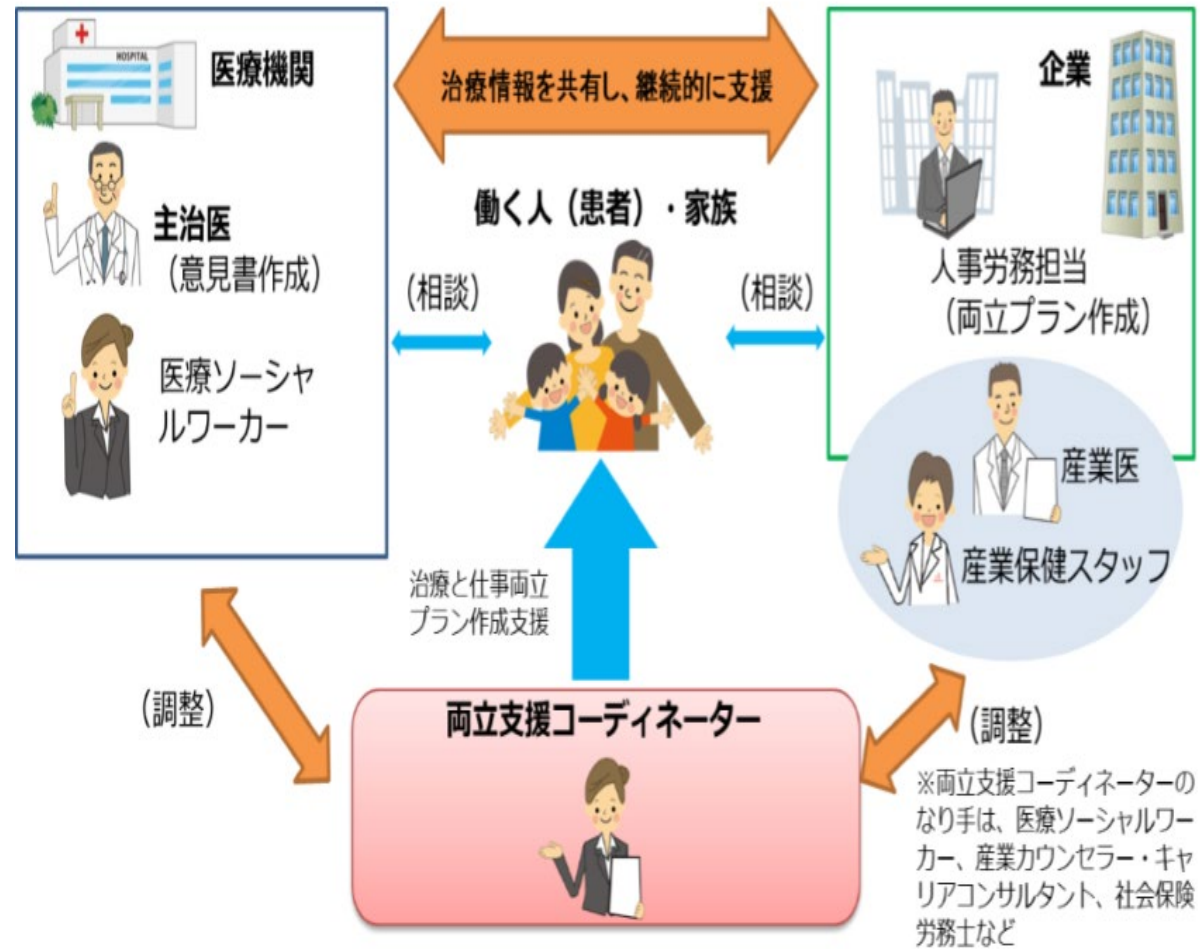 HOSPITAL
医療機関
治療情報を共有し、継続的に支援
企業
働く人（患者）・家族
主治医
（意見書作成）
医療ソーシャ
ルワーカー
（相談）
（相談）
人事労務担当
（両立プラン作成）
産業医
産業保健スタッフ
治療と仕事両立
プラン作成支援
（調整）
両立支援コーディネーター
（調整）
※両立支援コーディネーターの
なり手は、医療ソーシャルワー
カー、産業カウンセラー・キャ
リアコンサルタント、社会保険
労務士など